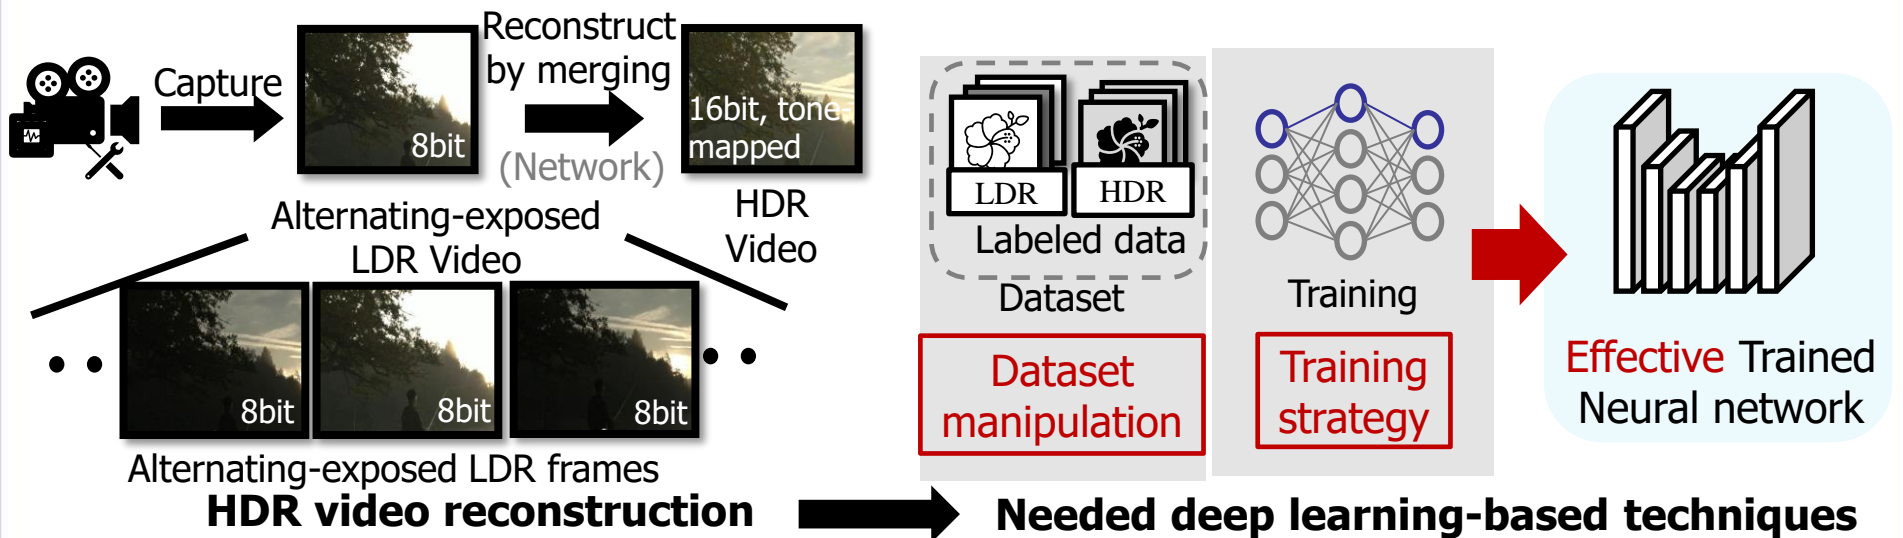 Capture
8bit
Reconstruct
by merging
(Network)
16bit, tone-
mapped
Alternating-exposed
LDR Video
HDR
Video
8bit
8bit
8bit
Alternating-exposed LDR frames
HDR video reconstruction
LDR
HDR
Labeled data
Dataset
Dataset
manipulation
Training
Training
strategy
Effective Trained
Neural network
Needed deep learning-based techniques